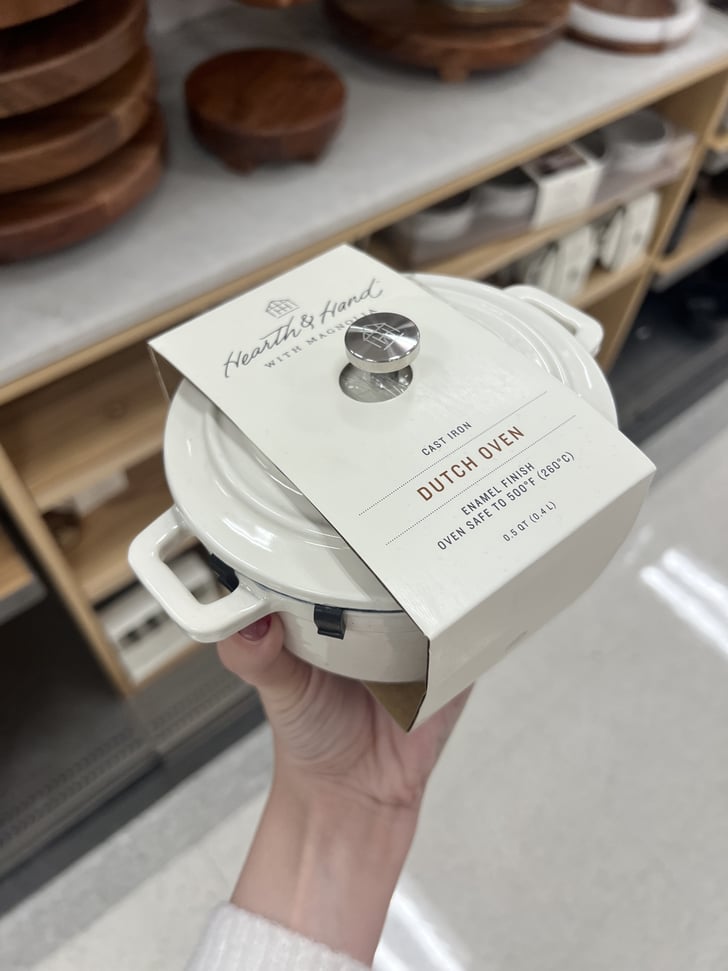 Hearth & Hand
WITH MAGNOLIA
CAST IRON
DUTCH OVEN
ENAMEL FINISH
OVEN SAFE TO 500°F (260°C)
0.5 QT (0.4 L)